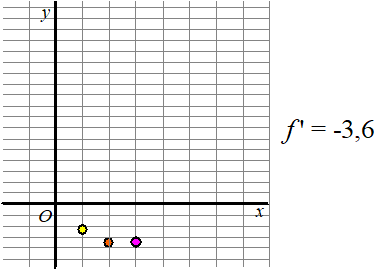 y
f' = -3,6
O
x